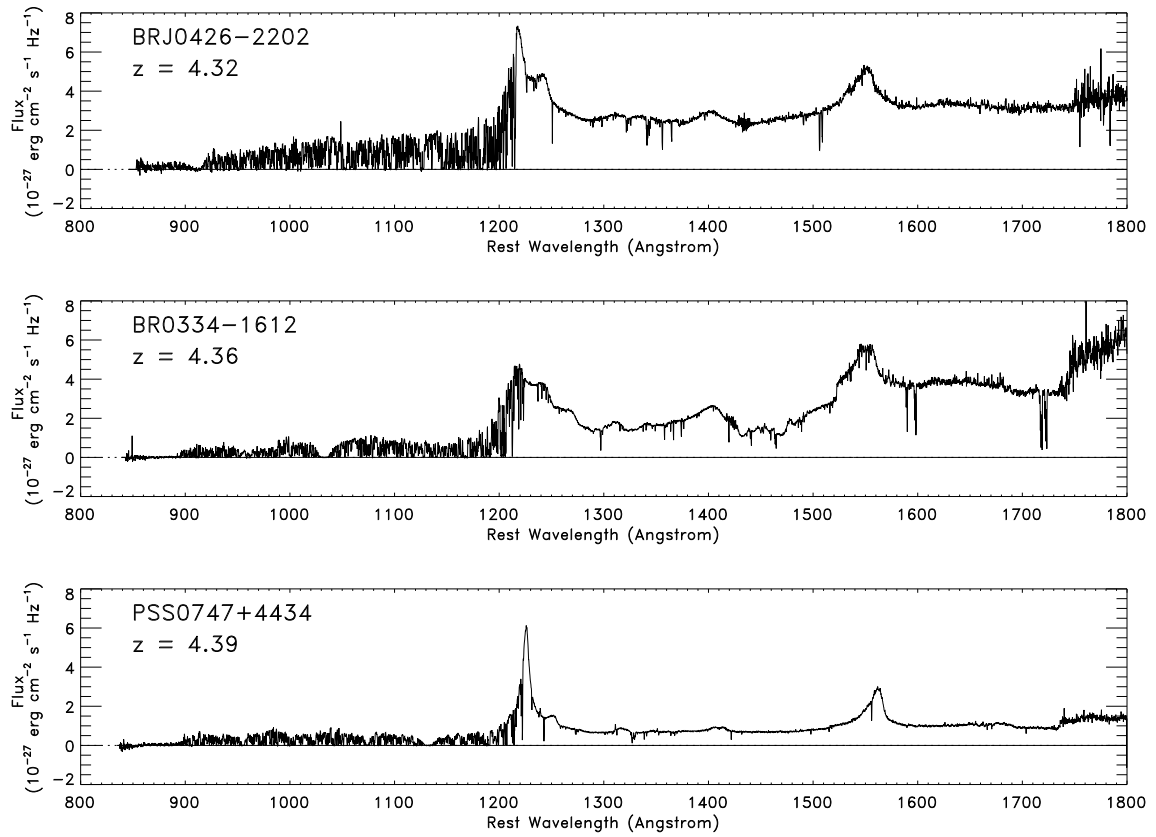 BRJ0426−2202
z = 4.32
Flux
(10⁻²⁷ erg cm⁻² s⁻¹ Hz⁻¹)
8
6
4
2
0
−2
800 900 1000 1100 1200 1300 1400 1500 1600 1700 1800
Rest Wavelength (Angstrom)
BR0334−1612
z = 4.36
Flux
(10⁻²⁷ erg cm⁻² s⁻¹ Hz⁻¹)
8
6
4
2
0
−2
800 900 1000 1100 1200 1300 1400 1500 1600 1700 1800
Rest Wavelength (Angstrom)
PSS0747+4434
z = 4.39
Flux
(10⁻²⁷ erg cm⁻² s⁻¹ Hz⁻¹)
8
6
4
2
0
−2
800 900 1000 1100 1200 1300 1400 1500 1600 1700 1800
Rest Wavelength (Angstrom)